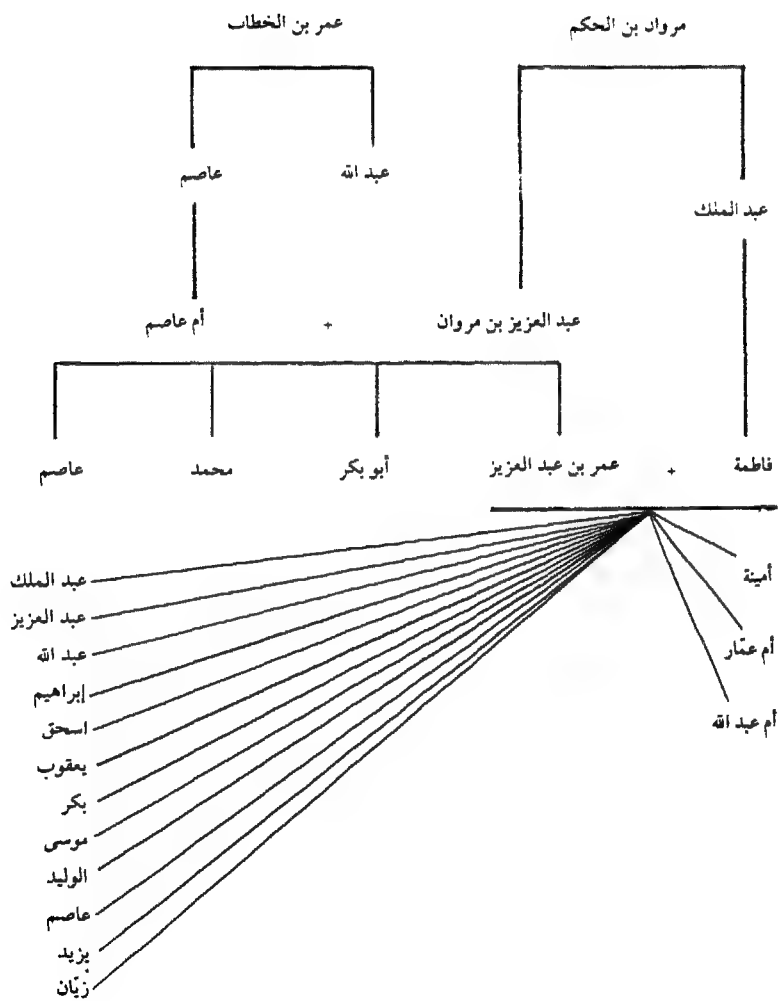 مرواد بن الحكم
عمر بن الخطاب
عبد الله
عاصم
عبد الملك
عبد العزيز بن مروان + أم عاصم
فاطمة + عمر بن عبد العزيز
أبو بكر
محمد
عاصم
أمينة
أم عمّار
أم عبد الله
عبد الملك
عبد العزيز
عبد الله
إبراهيم
اسحق
يعقوب
بكر
موسى
الوليد
عاصم
يزيد
زيّان